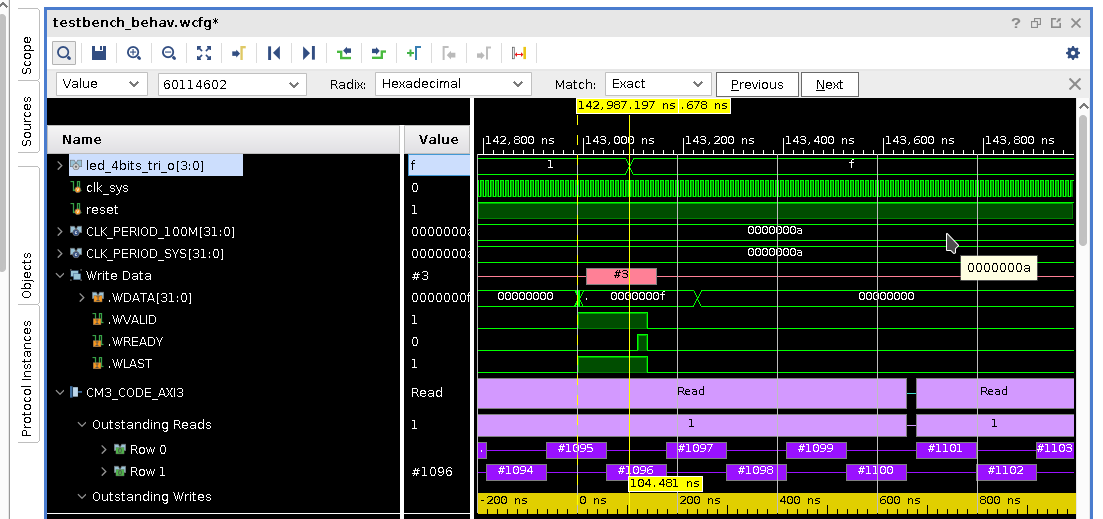 testbench_behav.wcfg*
Scope
Sources
Objects
Protocol Instances
Value 60114602 Radix: Hexadecimal Match: Exact Previous Next
142,987.197 ns .678 ns
Name Value
142,800 ns 143,000 ns 143,200 ns 143,400 ns 143,600 ns 143,800 ns
led_4bits_tri_o[3:0] f 1 f
clk_sys 0
reset 1
CLK_PERIOD_100M[31:0] 0000000a 0000000a
CLK_PERIOD_SYS[31:0] 0000000a 0000000a
0000000a
Write Data #3 #3
.WDATA[31:0] 0000000f 00000000 . 0000000f 00000000
.WVALID 1
.WREADY 0
.WLAST 1
CM3_CODE_AXI3 Read Read Read
Outstanding Reads 1 1 1
Row 0 . #1095 #1097 #1099 #1101 #1103
Row 1 #1096 #1094 #1096 #1098 #1100 #1102
104.481 ns
Outstanding Writes
-200 ns 0 ns 200 ns 400 ns 600 ns 800 ns